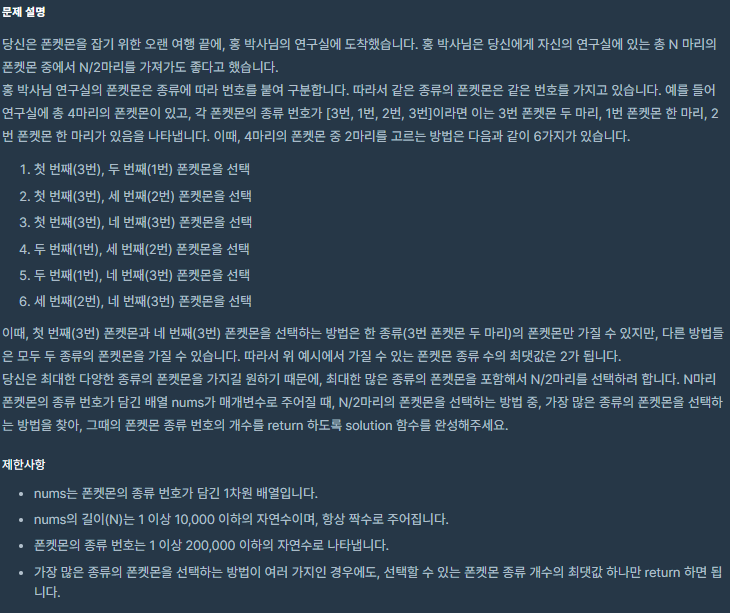 문제 설명
당신은 폰켓몬을 잡기 위한 오랜 여행 끝에, 홍 박사님의 연구실에 도착했습니다. 홍 박사님은 당신에게 자신의 연구실에 있는 총 N 마리의
폰켓몬 중에서 N/2마리를 가져가도 좋다고 했습니다.
홍 박사님 연구실의 폰켓몬은 종류에 따라 번호를 붙여 구분합니다. 따라서 같은 종류의 폰켓몬은 같은 번호를 가지고 있습니다. 예를 들어
연구실에 총 4마리의 폰켓몬이 있고, 각 폰켓몬의 종류 번호가 [3번, 1번, 2번, 3번]이라면 이는 3번 폰켓몬 두 마리, 1번 폰켓몬 한 마리, 2
번 폰켓몬 한 마리가 있음을 나타냅니다. 이때, 4마리의 폰켓몬 중 2마리를 고르는 방법은 다음과 같이 6가지가 있습니다.
1. 첫 번째(3번), 두 번째(1번) 폰켓몬을 선택
2. 첫 번째(3번), 세 번째(2번) 폰켓몬을 선택
3. 첫 번째(3번), 네 번째(3번) 폰켓몬을 선택
4. 두 번째(1번), 세 번째(2번) 폰켓몬을 선택
5. 두 번째(1번), 네 번째(3번) 폰켓몬을 선택
6. 세 번째(2번), 네 번째(3번) 폰켓몬을 선택
이때, 첫 번째(3번) 폰켓몬과 네 번째(3번) 폰켓몬을 선택하는 방법은 한 종류(3번 폰켓몬 두 마리)의 폰켓몬만 가질 수 있지만, 다른 방법들
은 모두 두 종류의 폰켓몬을 가질 수 있습니다. 따라서 위 예시에서 가질 수 있는 폰켓몬 종류 수의 최댓값은 2가 됩니다.
당신은 최대한 다양한 종류의 폰켓몬을 가지길 원하기 때문에, 최대한 많은 종류의 폰켓몬을 포함해서 N/2마리를 선택하려 합니다. N마리
폰켓몬의 종류 번호가 담긴 배열 nums가 매개변수로 주어질 때, N/2마리의 폰켓몬을 선택하는 방법 중, 가장 많은 종류의 폰켓몬을 선택하
는 방법을 찾아, 그때의 폰켓몬 종류 번호의 개수를 return 하도록 solution 함수를 완성해주세요.
제한사항
• nums는 폰켓몬의 종류 번호가 담긴 1차원 배열입니다.
• nums의 길이(N)는 1 이상 10,000 이하의 자연수이며, 항상 짝수로 주어집니다.
• 폰켓몬의 종류 번호는 1 이상 200,000 이하의 자연수로 나타냅니다.
• 가장 많은 종류의 폰켓몬을 선택하는 방법이 여러 가지인 경우에도, 선택할 수 있는 폰켓몬 종류 개수의 최댓값 하나만 return 하면 됩
니다.